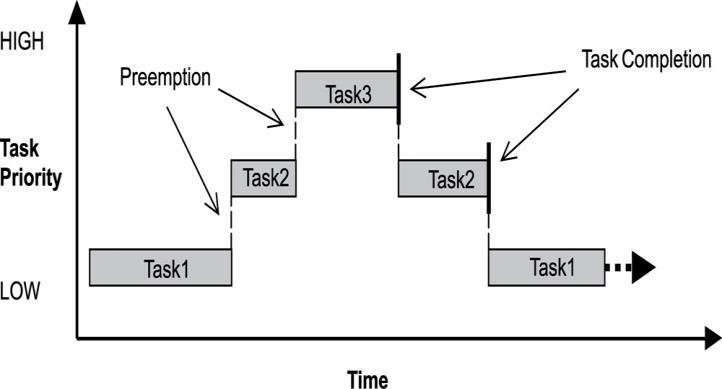 HIGH
Task Completion
Preemption
Task3
Task
Priority
Task2
Task2
Task1
Task1
LOW
Time